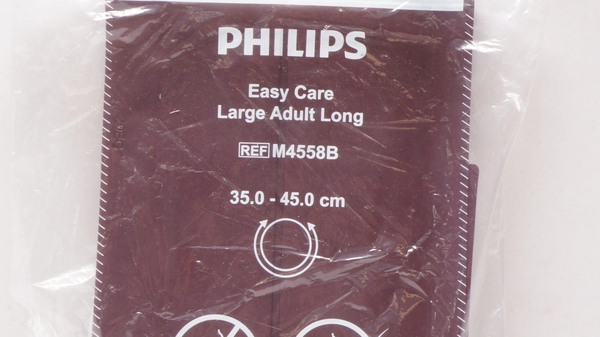 PHILIPS
Easy Care
Large Adult Long
REF M4558B
35.0 - 45.0 cm